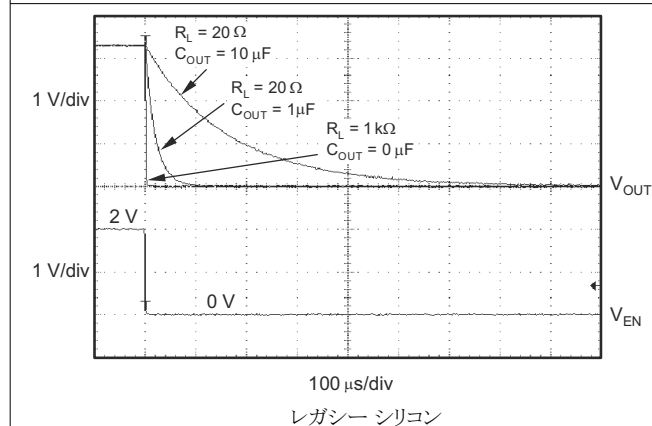 R_L = 20 Ω
C_OUT = 10 μF
R_L = 20 Ω
C_OUT = 1μF
1 V/div
R_L = 1 kΩ
C_OUT = 0 μF
V_OUT
2 V
1 V/div
0 V
V_EN
100 μs/div
レガシー シリコン